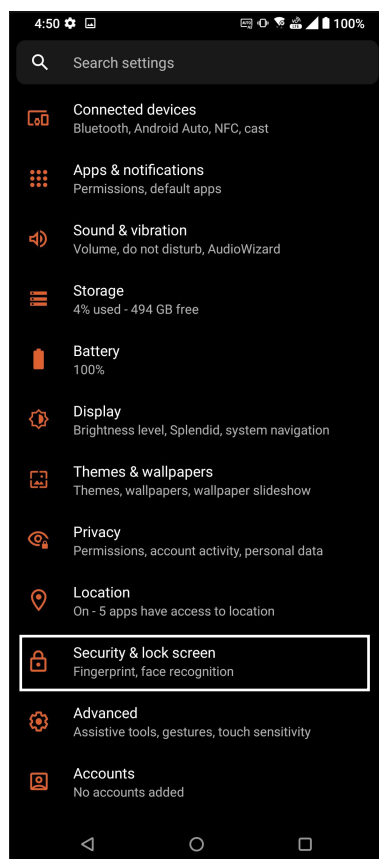 4:50
100%
Search settings
Connected devices
Bluetooth, Android Auto, NFC, cast
Apps & notifications
Permissions, default apps
Sound & vibration
Volume, do not disturb, AudioWizard
Storage
4% used - 494 GB free
Battery
100%
Display
Brightness level, Splendid, system navigation
Themes & wallpapers
Themes, wallpapers, wallpaper slideshow
Privacy
Permissions, account activity, personal data
Location
On - 5 apps have access to location
Security & lock screen
Fingerprint, face recognition
Advanced
Assistive tools, gestures, touch sensitivity
Accounts
No accounts added